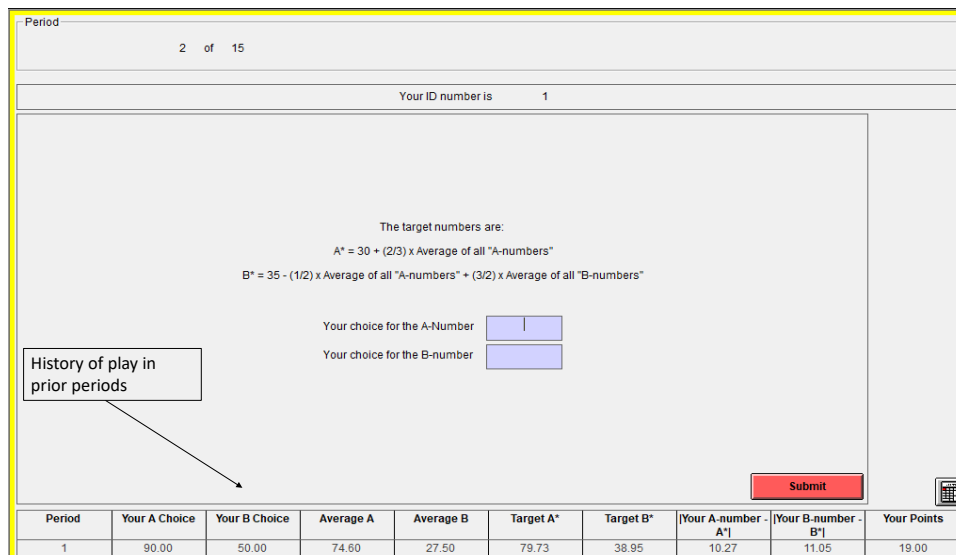 Period
2 of 15
Your ID number is 1
The target numbers are:
A* = 30 + (2/3) x Average of all "A-numbers"
B* = 35 - (1/2) x Average of all "A-numbers" + (3/2) x Average of all "B-numbers"
Your choice for the A-Number
Your choice for the B-number
History of play in
prior periods
Submit
Period Your A Choice Your B Choice Average A Average B Target A* Target B* |Your A-number - A*| |Your B-number - B*| Your Points
1 90.00 50.00 74.60 27.50 79.73 38.95 10.27 11.05 19.00